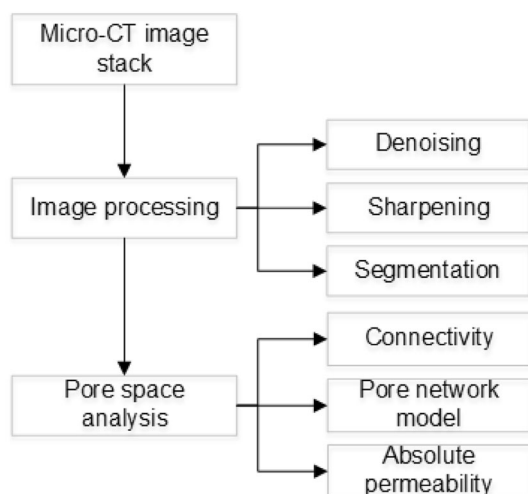 Micro-CT image
stack
Denoising
Image processing
Sharpening
Segmentation
Connectivity
Pore space
analysis
Pore network
model
Absolute
permeability